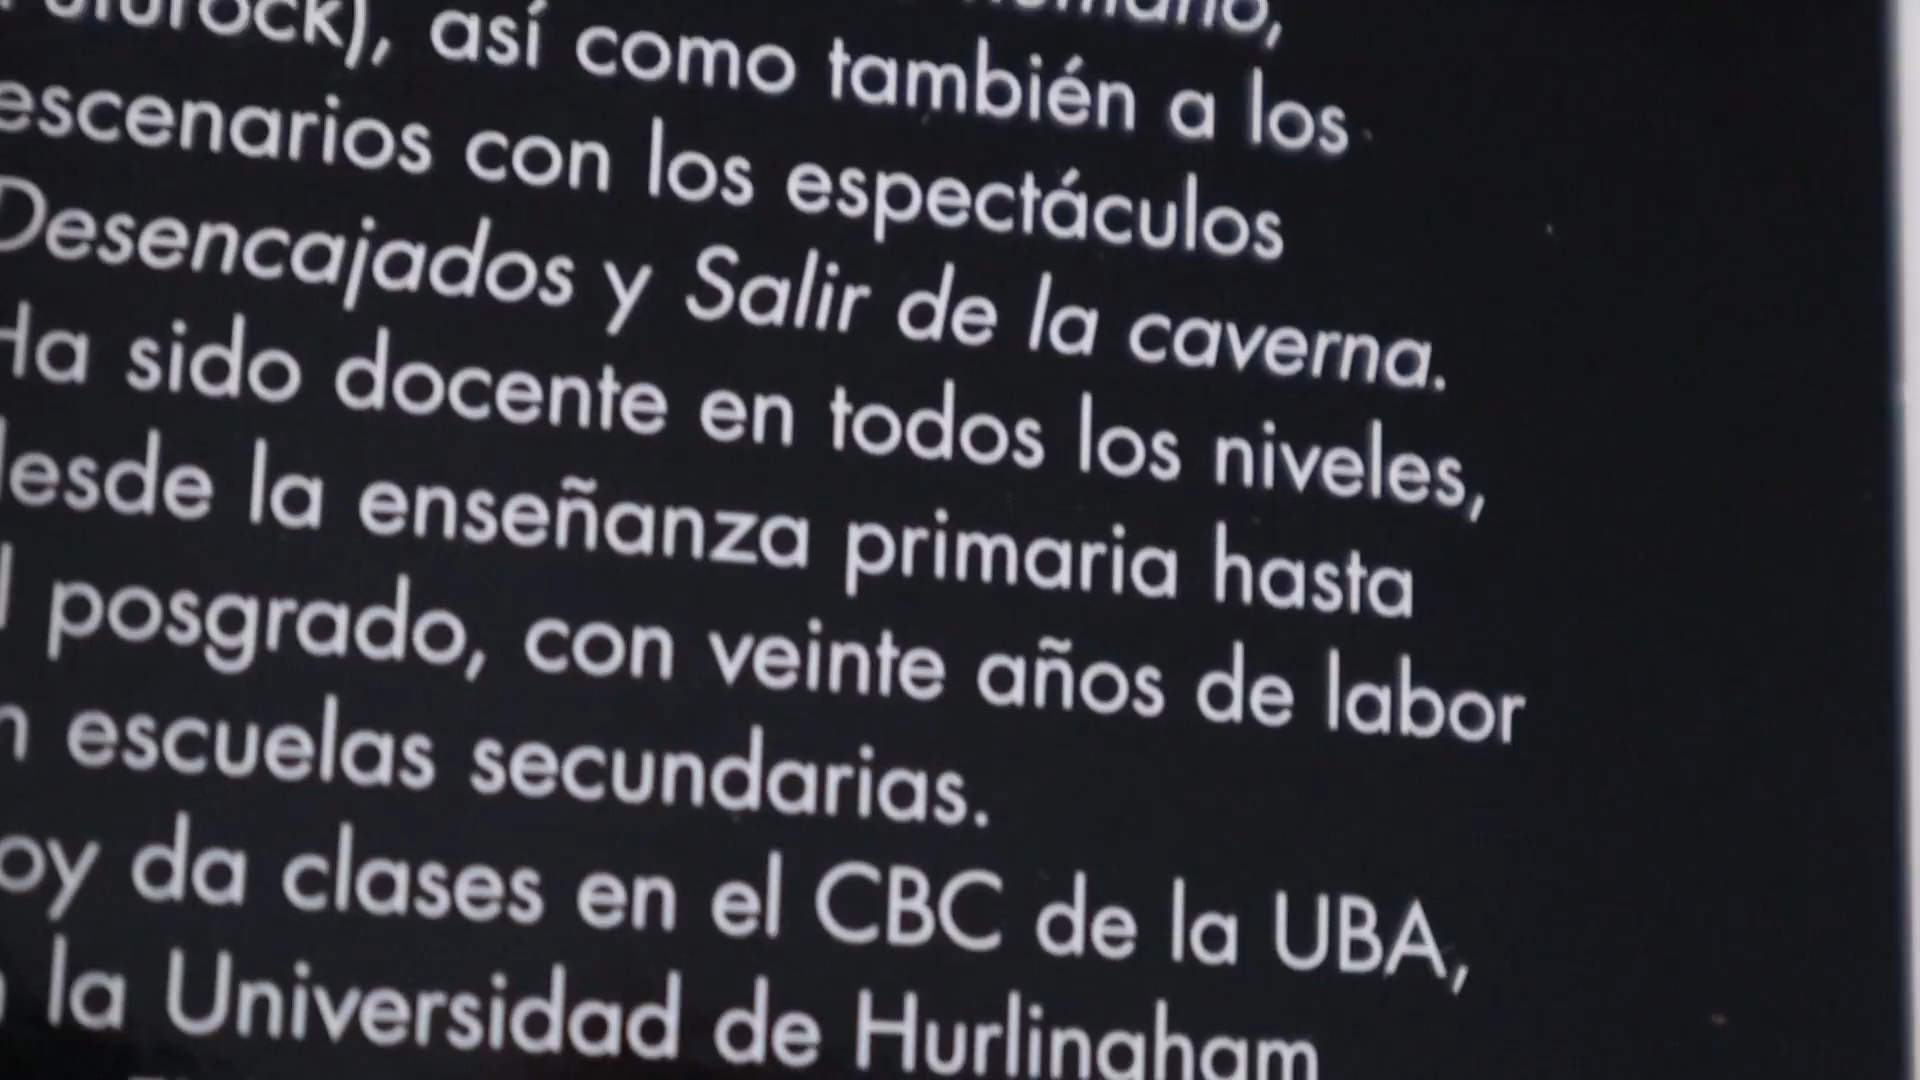 así como también a los
escenarios con los espectáculos
Desencajados y Salir de la caverna.
Ha sido docente en todos los niveles,
desde la enseñanza primaria hasta
posgrado, con veinte años de labor
escuelas secundarias.
da clases en el CBC de la UBA,
la Universidad de Hurlingham